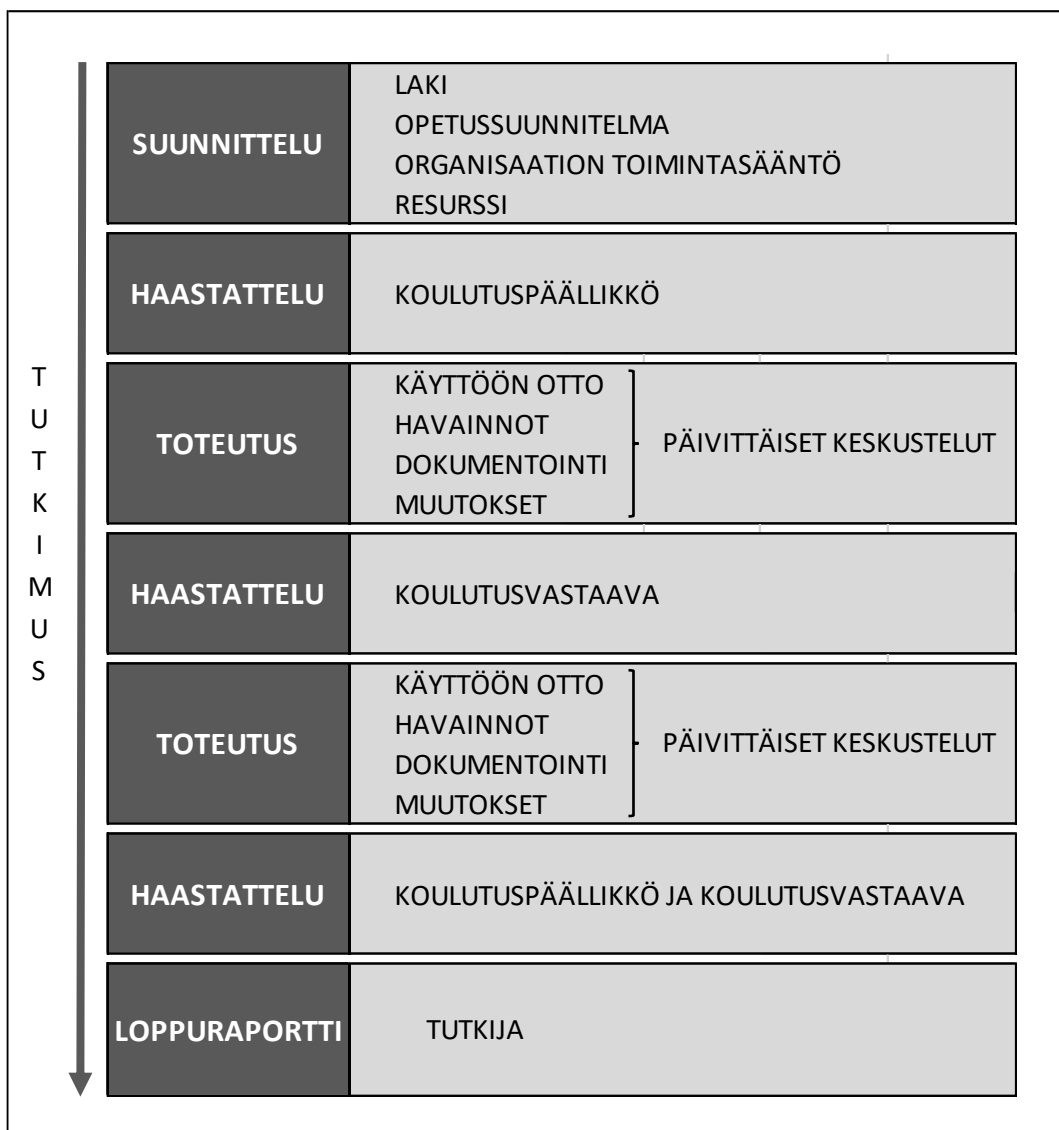 TUTKIMUS
SUUNNITTELU
LAKI
OPETUSSUUNNITELMA
ORGANISAATION TOIMINTASÄÄNTÖ
RESURSSI
HAASTATTELU
KOULUTUSPÄÄLLIKKÖ
TOTEUTUS
KÄYTTÖÖN OTTO
HAVAINNOT
DOKUMENTOINTI
MUUTOKSET
PÄIVITTÄISET KESKUSTELUT
HAASTATTELU
KOULUTUSVASTAAVA
TOTEUTUS
KÄYTTÖÖN OTTO
HAVAINNOT
DOKUMENTOINTI
MUUTOKSET
PÄIVITTÄISET KESKUSTELUT
HAASTATTELU
KOULUTUSPÄÄLLIKKÖ JA KOULUTUSVASTAAVA
LOPPURAPORTTI
TUTKIJA